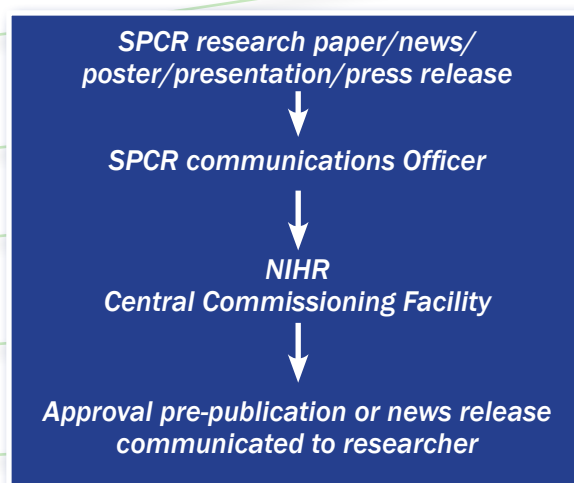 SPCR research paper/news/
poster/presentation/press release
SPCR communications Officer
NIHR
Central Commissioning Facility
Approval pre-publication or news release
communicated to researcher